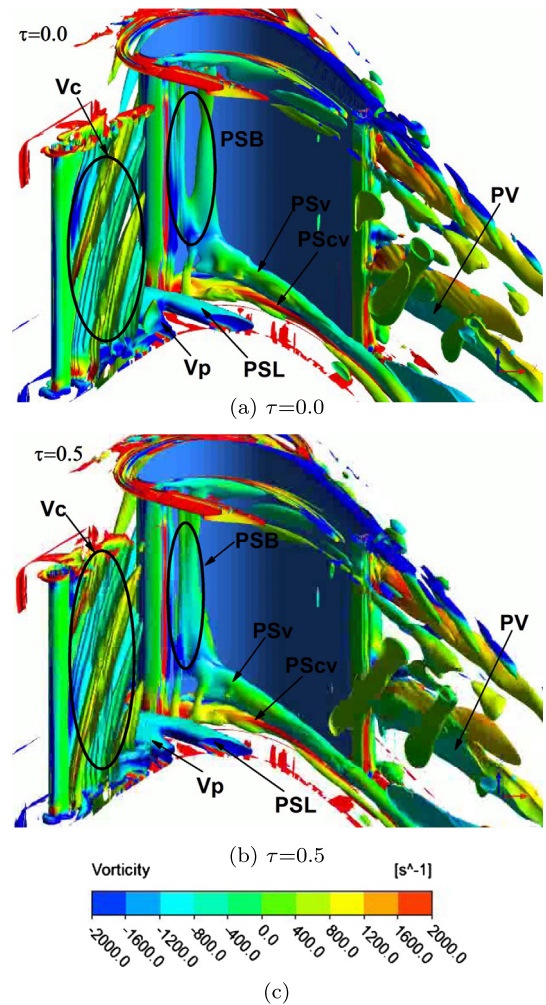 τ=0.0
Vc
PSB
PSv
PScv
PV
Vp
PSL
(a) τ=0.0
τ=0.5
Vc
PSB
PSv
PScv
PV
Vp
PSL
(b) τ=0.5
Vorticity [s^-1]
-2000.0 -1600.0 -1200.0 -800.0 -400.0 0.0 400.0 800.0 1200.0 1600.0 2000.0
(c)